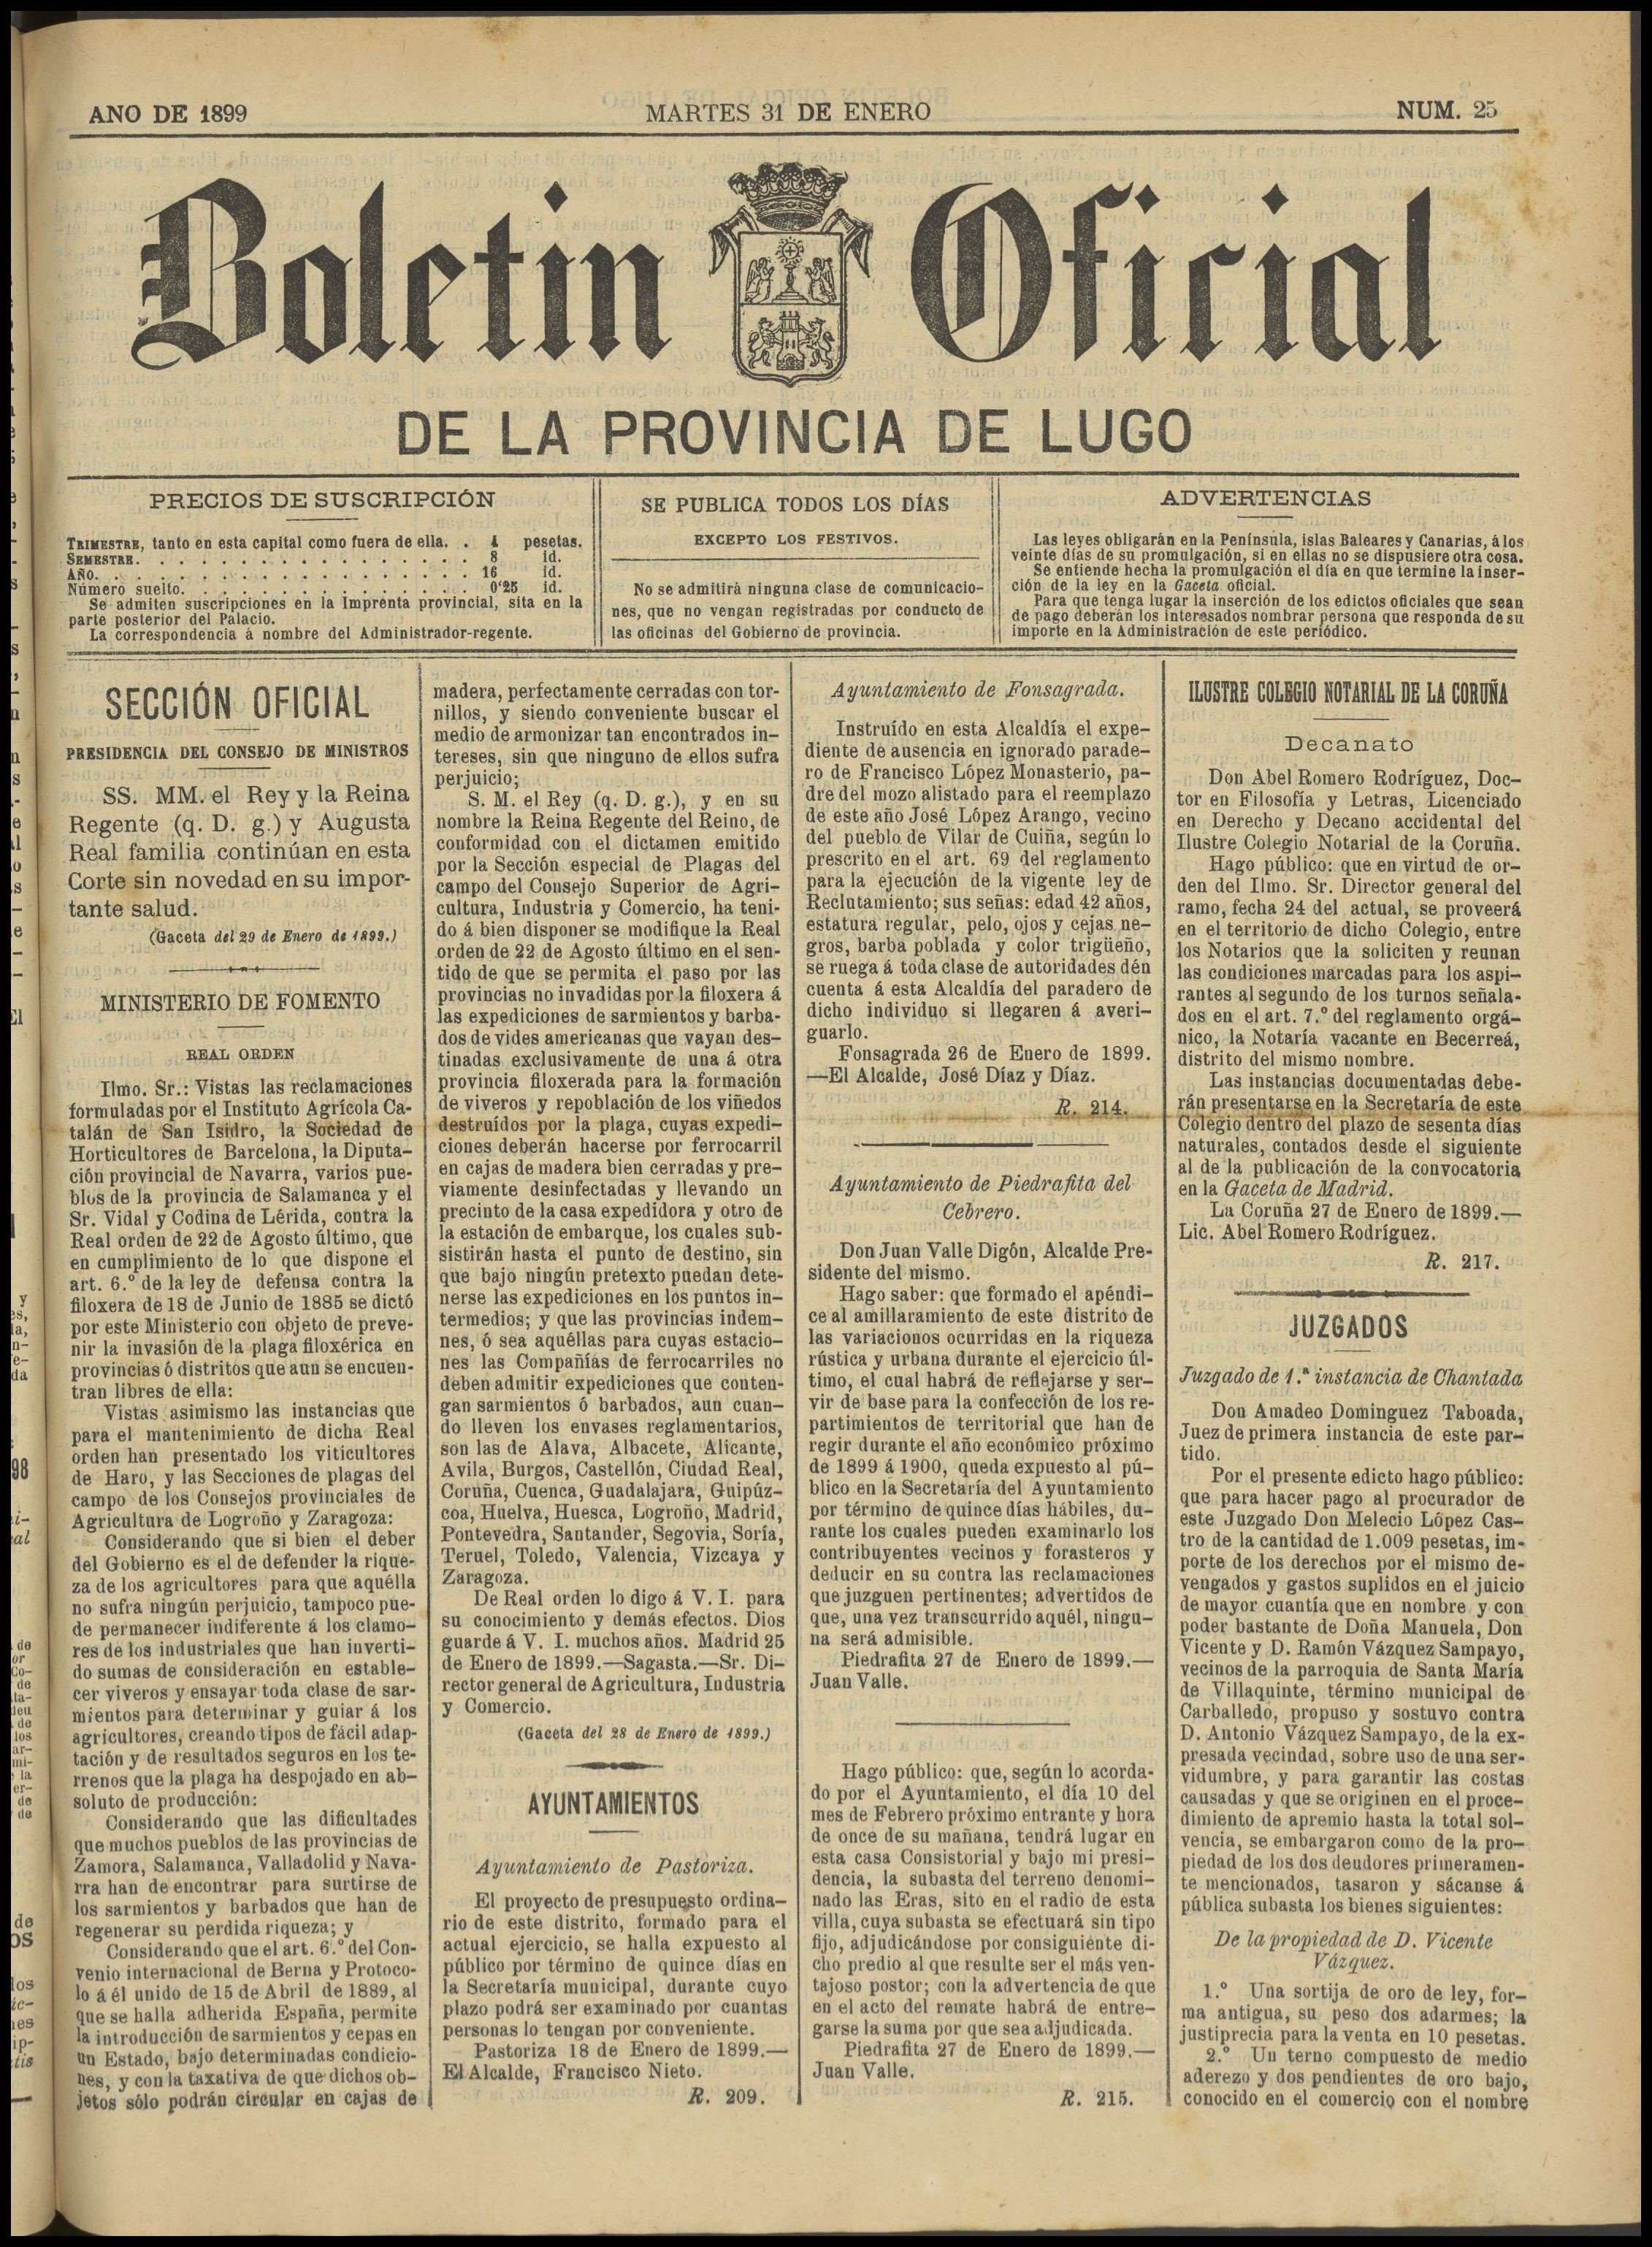 ANO DE 1899
MARTES 31 DE ENERO
NUM. 25
Boletin Oficial
DE LA PROVINCIA DE LUGO
PRECIOS DE SUSCRIPCIÓN
TRIMESTRE, tanto en esta capital como fuera de ella. . 4 pesetas.
SEMESTRE. . . . . . . . . . . . . . . . 8 id.
AÑO. . . . . . . . . . . . . . . . . . 16 id.
Número suelto. . . . . . . . . . . . . . 0'25 id.
Se admiten suscripciones en la Imprenta provincial, sita en la
parte posterior del Palacio.
La correspondencia á nombre del Administrador-regente.
SE PUBLICA TODOS LOS DÍAS
EXCEPTO LOS FESTIVOS.
No se admitirá ninguna clase de comunicacio-
nes, que no vengan registradas por conducto de
las oficinas del Gobierno de provincia.
ADVERTENCIAS
Las leyes obligarán en la Península, islas Baleares y Canarias, á los
veinte días de su promulgación, si en ellas no se dispusiere otra cosa.
Se entiende hecha la promulgación el día en que termine la inser-
ción de la ley en la Gaceta oficial.
Para que tenga lugar la inserción de los edictos oficiales que sean
de pago deberán los interesados nombrar persona que responda de su
importe en la Administración de este periódico.
SECCIÓN OFICIAL
PRESIDENCIA DEL CONSEJO DE MINISTROS
SS. MM. el Rey y la Reina
Regente (q. D. g.) y Augusta
Real familia continúan en esta
Corte sin novedad en su impor-
tante salud.
(Gaceta del 29 de Enero de 1899.)
MINISTERIO DE FOMENTO
REAL ORDEN
Ilmo. Sr.: Vistas las reclamaciones
formuladas por el Instituto Agrícola Ca-
talán de San Isidro, la Sociedad de
Horticultores de Barcelona, la Diputa-
ción provincial de Navarra, varios pue-
blos de la provincia de Salamanca y el
Sr. Vidal y Codina de Lérida, contra la
Real orden de 22 de Agosto último, que
en cumplimiento de lo que dispone el
art. 6.º de la ley de defensa contra la
filoxera de 18 de Junio de 1885 se dictó
por este Ministerio con objeto de preve-
nir la invasión de la plaga filoxérica en
provincias ó distritos que aun se encuen-
tran libres de ella:
Vistas asimismo las instancias que
para el mantenimiento de dicha Real
orden han presentado los viticultores
de Haro, y las Secciones de plagas del
campo de los Consejos provinciales de
Agricultura de Logroño y Zaragoza:
Considerando que si bien el deber
del Gobierno es el de defender la rique-
za de los agricultores para que aquélla
no sufra ningún perjuicio, tampoco pue-
de permanecer indiferente á los clamo-
res de los industriales que han inverti-
do sumas de consideración en estable-
cer viveros y ensayar toda clase de sar-
mientos para determinar y guiar á los
agricultores, creando tipos de fácil adap-
tación y de resultados seguros en los te-
rrenos que la plaga ha despojado en ab-
soluto de producción:
Considerando que las dificultades
que muchos pueblos de las provincias de
Zamora, Salamanca, Valladolid y Nava-
rra han de encontrar para surtirse de
los sarmientos y barbados que han de
regenerar su perdida riqueza; y
Considerando que el art. 6.º del Con-
venio internacional de Berna y Protoco-
lo á él unido de 15 de Abril de 1889, al
que se halla adherida España, permite
la introducción de sarmientos y cepas en
un Estado, bajo determinadas condicio-
nes, y con la taxativa de que dichos ob-
jetos sólo podrán circular en cajas de
madera, perfectamente cerradas con tor-
nillos, y siendo conveniente buscar el
medio de armonizar tan encontrados in-
tereses, sin que ninguno de ellos sufra
perjuicio;
S. M. el Rey (q. D. g.), y en su
nombre la Reina Regente del Reino, de
conformidad con el dictamen emitido
por la Sección especial de Plagas del
campo del Consejo Superior de Agri-
cultura, Industria y Comercio, ha teni-
do á bien disponer se modifique la Real
orden de 22 de Agosto último en el sen-
tido de que se permita el paso por las
provincias no invadidas por la filoxera á
las expediciones de sarmientos y barba-
dos de vides americanas que vayan des-
tinadas exclusivamente de una á otra
provincia filoxerada para la formación
de viveros y repoblación de los viñedos
destruídos por la plaga, cuyas expedi-
ciones deberán hacerse por ferrocarril
en cajas de madera bien cerradas y pre-
viamente desinfectadas y llevando un
precinto de la casa expedidora y otro de
la estación de embarque, los cuales sub-
sistirán hasta el punto de destino, sin
que bajo ningún pretexto puedan dete-
nerse las expediciones en los puntos in-
termedios; y que las provincias indem-
nes, ó sea aquéllas para cuyas estacio-
nes las Compañías de ferrocarriles no
deben admitir expediciones que conten-
gan sarmientos ó barbados, aun cuan-
do lleven los envases reglamentarios,
son las de Alava, Albacete, Alicante,
Avila, Burgos, Castellón, Ciudad Real,
Coruña, Cuenca, Guadalajara, Guipúz-
coa, Huelva, Huesca, Logroño, Madrid,
Pontevedra, Santander, Segovia, Soría,
Teruel, Toledo, Valencia, Vizcaya y
Zaragoza.
De Real orden lo digo á V. I. para
su conocimiento y demás efectos. Dios
guarde á V. I. muchos años. Madrid 25
de Enero de 1899.—Sagasta.—Sr. Di-
rector general de Agricultura, Industria
y Comercio.
(Gaceta del 28 de Enero de 1899.)
AYUNTAMIENTOS
Ayuntamiento de Pastoriza.
El proyecto de presupuesto ordina-
rio de este distrito, formado para el
actual ejercicio, se halla expuesto al
público por término de quince días en
la Secretaría municipal, durante cuyo
plazo podrá ser examinado por cuantas
personas lo tengan por conveniente.
Pastoriza 18 de Enero de 1899.—
El Alcalde, Francisco Nieto.
R. 209.
Ayuntamiento de Fonsagrada.
Instruído en esta Alcaldía el expe-
diente de ausencia en ignorado parade-
ro de Francisco López Monasterio, pa-
dre del mozo alistado para el reemplazo
de este año José López Arango, vecino
del pueblo de Vilar de Cuiña, según lo
prescrito en el art. 69 del reglamento
para la ejecución de la vigente ley de
Reclutamiento; sus señas: edad 42 años,
estatura regular, pelo, ojos y cejas ne-
gros, barba poblada y color trigüeño,
se ruega á toda clase de autoridades dén
cuenta á esta Alcaldía del paradero de
dicho individuo si llegaren á averi-
guarlo.
Fonsagrada 26 de Enero de 1899.
—El Alcalde, José Díaz y Díaz.
R. 214.
Ayuntamiento de Piedrafita del
Cebrero.
Don Juan Valle Digón, Alcalde Pre-
sidente del mismo.
Hago saber: que formado el apéndi-
ce al amillaramiento de este distrito de
las variacionos ocurridas en la riqueza
rústica y urbana durante el ejercicio úl-
timo, el cual habrá de reflejarse y ser-
vir de base para la confección de los re-
partimientos de territorial que han de
regir durante el año económico próximo
de 1899 á 1900, queda expuesto al pú-
blico en la Secretaría del Ayuntamiento
por término de quince días hábiles, du-
rante los cuales pueden examinarlo los
contribuyentes vecinos y forasteros y
deducir en su contra las reclamaciones
que juzguen pertinentes; advertidos de
que, una vez transcurrido aquél, ningu-
na será admisible.
Piedrafita 27 de Enero de 1899.—
Juan Valle.
Hago público: que, según lo acorda-
do por el Ayuntamiento, el día 10 del
mes de Febrero próximo entrante y hora
de once de su mañana, tendrá lugar en
esta casa Consistorial y bajo mi presi-
dencia, la subasta del terreno denomi-
nado las Eras, sito en el radio de esta
villa, cuya subasta se efectuará sin tipo
fijo, adjudicándose por consiguiente di-
cho predio al que resulte ser el más ven-
tajoso postor; con la advertencia de que
en el acto del remate habrá de entre-
garse la suma por que sea adjudicada.
Piedrafita 27 de Enero de 1899.—
Juan Valle.
R. 215.
ILUSTRE COLEGIO NOTARIAL DE LA CORUÑA
Decanato
Don Abel Romero Rodríguez, Doc-
tor en Filosofía y Letras, Licenciado
en Derecho y Decano accidental del
Ilustre Colegio Notarial de la Coruña.
Hago público: que en virtud de or-
den del Ilmo. Sr. Director general del
ramo, fecha 24 del actual, se proveerá
en el territorio de dicho Colegio, entre
los Notarios que la soliciten y reunan
las condiciones marcadas para los aspi-
rantes al segundo de los turnos señala-
dos en el art. 7.º del reglamento orgá-
nico, la Notaría vacante en Becerreá,
distrito del mismo nombre.
Las instancias documentadas debe-
rán presentarse en la Secretaría de este
Colegio dentro del plazo de sesenta días
naturales, contados desde el siguiente
al de la publicación de la convocatoria
en la Gaceta de Madrid.
La Coruña 27 de Enero de 1899.—
Lic. Abel Romero Rodríguez.
R. 217.
JUZGADOS
Juzgado de 1.ª instancia de Chantada
Don Amadeo Dominguez Taboada,
Juez de primera instancia de este par-
tido.
Por el presente edicto hago público:
que para hacer pago al procurador de
este Juzgado Don Melecio López Cas-
tro de la cantidad de 1.009 pesetas, im-
porte de los derechos por el mismo de-
vengados y gastos suplidos en el juicio
de mayor cuantía que en nombre y con
poder bastante de Doña Manuela, Don
Vicente y D. Ramón Vázquez Sampayo,
vecinos de la parroquia de Santa María
de Villaquinte, término municipal de
Carballedo, propuso y sostuvo contra
D. Antonio Vázquez Sampayo, de la ex-
presada vecindad, sobre uso de una ser-
vidumbre, y para garantir las costas
causadas y que se originen en el proce-
dimiento de apremio hasta la total sol-
vencia, se embargaron como de la pro-
piedad de los dos deudores primeramen-
te mencionados, tasaron y sácanse á
pública subasta los bienes siguientes:
De la propiedad de D. Vicente
Vázquez.
1.º Una sortija de oro de ley, for-
ma antigua, su peso dos adarmes; la
justiprecia para la venta en 10 pesetas.
2.º Un terno compuesto de medio
aderezo y dos pendientes de oro bajo,
conocido en el comercio con el nombre